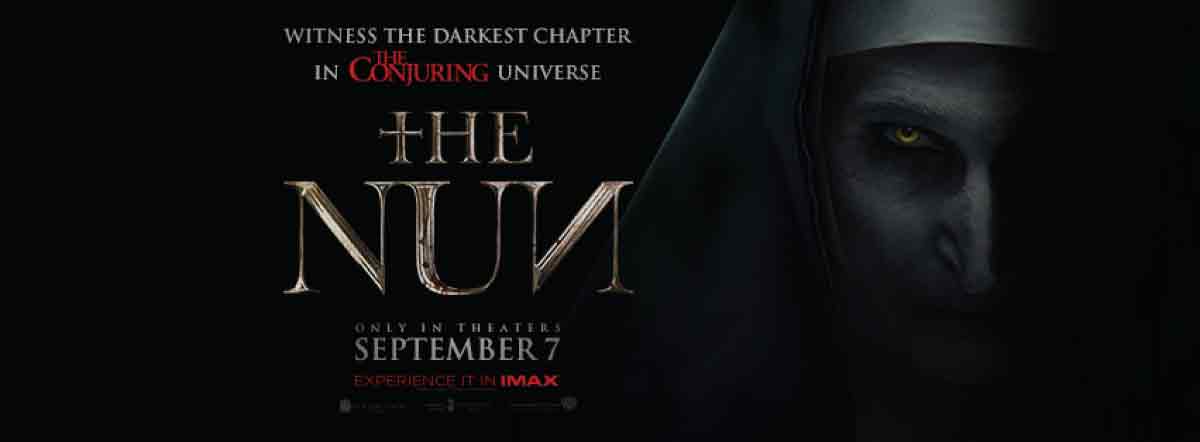 WITNESS THE DARKEST CHAPTER
IN THE CONJURING UNIVERSE
THE
NUN
ONLY IN THEATERS
SEPTEMBER 7
EXPERIENCE IT IN IMAX